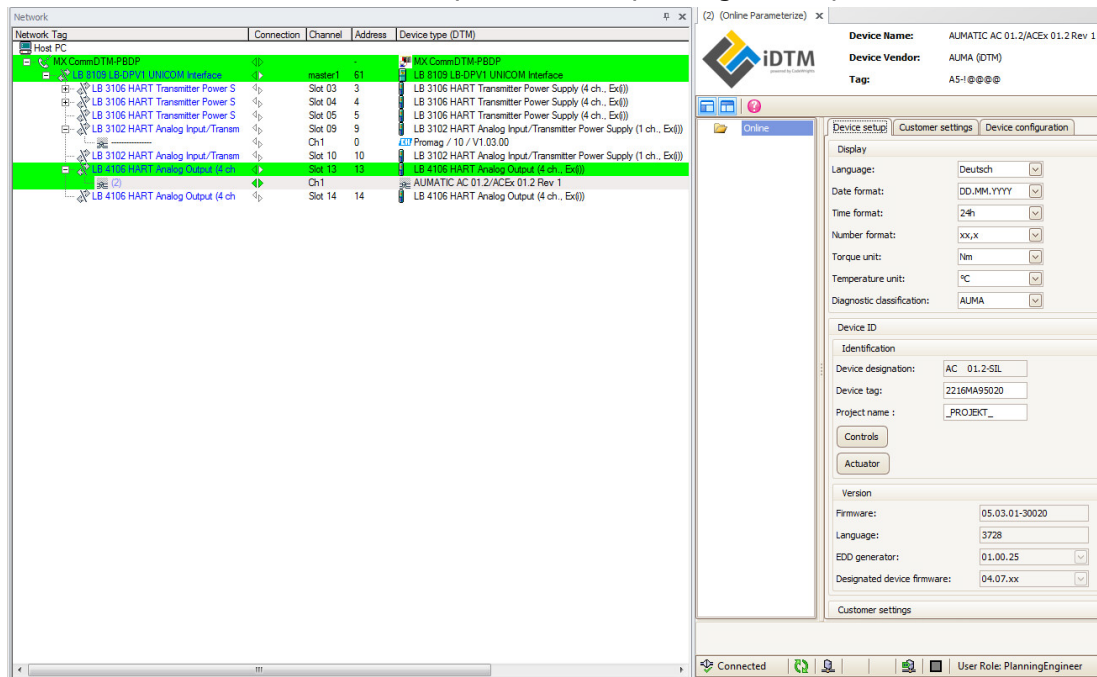 Network
Network Tag Connection Channel Address Device type (DTM)
Host PC
MX CommDTM-PBDP - MX CommDTM-PBDP
LB 8109 LB-DPV1 UNICOM Interface master1 61 LB 8109 LB-DPV1 UNICOM Interface
LB 3106 HART Transmitter Power S Slot 03 3 LB 3106 HART Transmitter Power Supply (4 ch., Ex(i))
LB 3106 HART Transmitter Power S Slot 04 4 LB 3106 HART Transmitter Power Supply (4 ch., Ex(i))
LB 3106 HART Transmitter Power S Slot 05 5 LB 3106 HART Transmitter Power Supply (4 ch., Ex(i))
LB 3102 HART Analog Input/Transm Slot 09 9 LB 3102 HART Analog Input/Transmitter Power Supply (1 ch., Ex(i))
--------------- Ch1 0 Promag / 10 / V1.03.00
LB 3102 HART Analog Input/Transm Slot 10 10 LB 3102 HART Analog Input/Transmitter Power Supply (1 ch., Ex(i))
LB 4106 HART Analog Output (4 ch Slot 13 13 LB 4106 HART Analog Output (4 ch., Ex(i))
(2) Ch1 AUMATIC AC 01.2/ACEx 01.2 Rev 1
LB 4106 HART Analog Output (4 ch Slot 14 14 LB 4106 HART Analog Output (4 ch., Ex(i))
(2) (Online Parameterize)
iDTM
powered by CodeWrights
Device Name: AUMATIC AC 01.2/ACEx 01.2 Rev 1
Device Vendor: AUMA (DTM)
Tag: A5-!@@@@
Online
Device setup Customer settings Device configuration
Display
Language: Deutsch
Date format: DD.MM.YYYY
Time format: 24h
Number format: xx,x
Torque unit: Nm
Temperature unit: °C
Diagnostic classification: AUMA
Device ID
Identification
Device designation: AC 01.2-SIL
Device tag: 2216MA95020
Project name : _PROJEKT_
Controls
Actuator
Version
Firmware: 05.03.01-30020
Language: 3728
EDD generator: 01.00.25
Designated device firmware: 04.07.xx
Customer settings
Connected User Role: PlanningEngineer